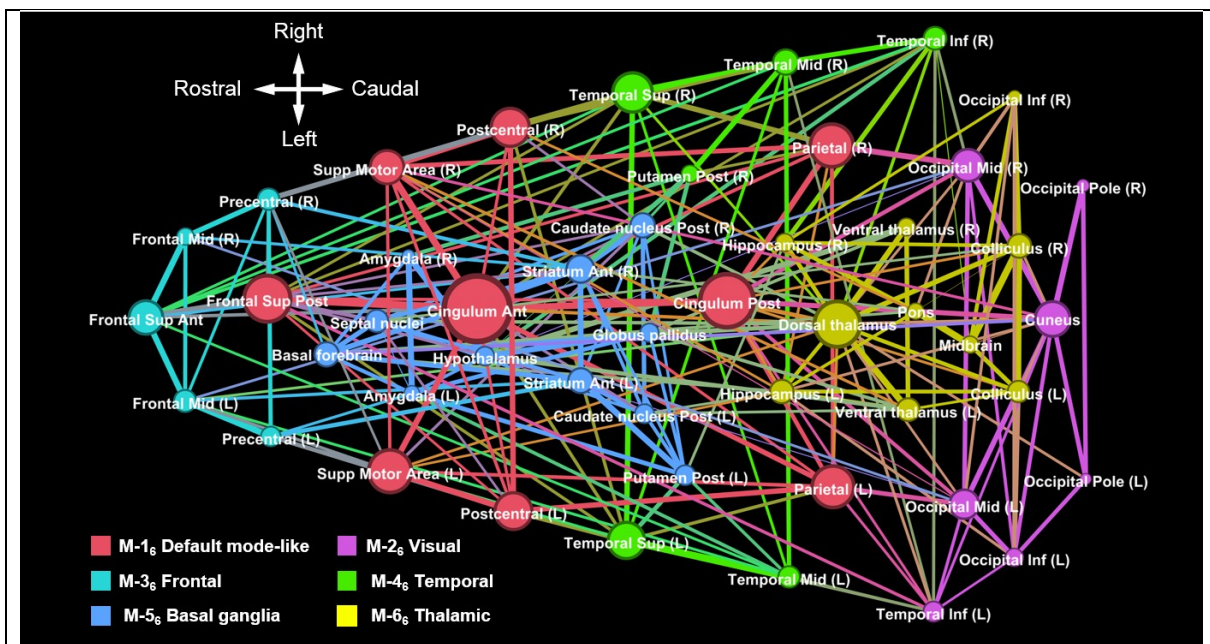 Right
Rostral Caudal
Left
Temporal Inf (R)
Temporal Mid (R)
Temporal Sup (R)
Occipital Inf (R)
Postcentral (R)
Parietal (R)
Supp Motor Area (R)
Occipital Mid (R)
Putamen Post (R)
Occipital Pole (R)
Precentral (R)
Caudate nucleus Post (R)
Ventral thalamus (R)
Frontal Mid (R)
Hippocampus (R)
Colliculus (R)
Amygdala (R)
Striatum Ant (R)
Frontal Sup Post
Cingulum Ant
Cingulum Post
Pons
Frontal Sup Ant
Septal nuclei
Dorsal thalamus
Cuneus
Globus pallidus
Midbrain
Basal forebrain
Hypothalamus
Striatum Ant (L)
Amygdala (L)
Hippocampus (L)
Colliculus (L)
Frontal Mid (L)
Caudate nucleus Post (L)
Ventral thalamus (L)
Precentral (L)
Supp Motor Area (L)
Putamen Post (L)
Parietal (L)
Occipital Pole (L)
Occipital Mid (L)
Postcentral (L)
Temporal Sup (L)
Occipital Inf (L)
Temporal Mid (L)
Temporal Inf (L)
M-1₆ Default mode-like
M-2₆ Visual
M-3₆ Frontal
M-4₆ Temporal
M-5₆ Basal ganglia
M-6₆ Thalamic